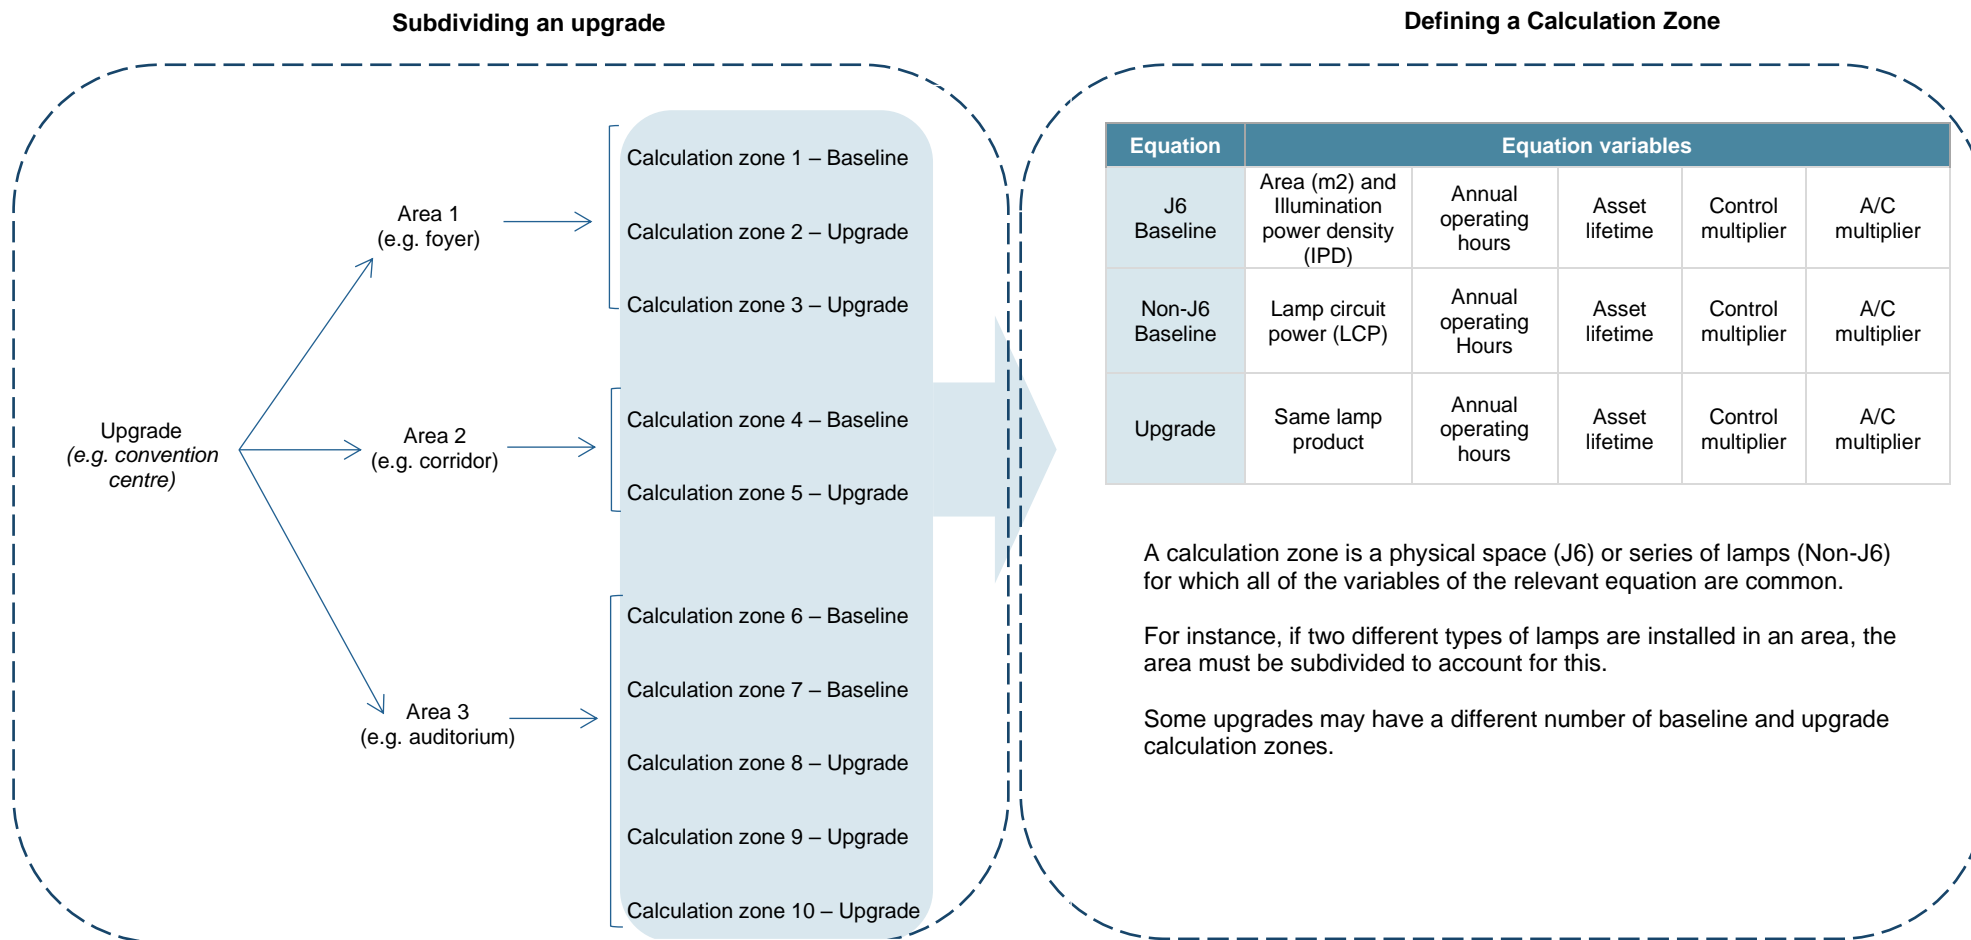 Subdividing an upgrade
Defining a Calculation Zone
Upgrade
(e.g. convention
centre)
Area 1
(e.g. foyer)
Area 2
(e.g. corridor)
Area 3
(e.g. auditorium)
Calculation zone 1 – Baseline
Calculation zone 2 – Upgrade
Calculation zone 3 – Upgrade
Calculation zone 4 – Baseline
Calculation zone 5 – Upgrade
Calculation zone 6 – Baseline
Calculation zone 7 – Baseline
Calculation zone 8 – Upgrade
Calculation zone 9 – Upgrade
Calculation zone 10 – Upgrade
Equation
Equation variables
J6
Baseline
Area (m2) and
Illumination
power density
(IPD)
Annual
operating
hours
Asset
lifetime
Control
multiplier
A/C
multiplier
Non-J6
Baseline
Lamp circuit
power (LCP)
Annual
operating
Hours
Asset
lifetime
Control
multiplier
A/C
multiplier
Upgrade
Same lamp
product
Annual
operating
hours
Asset
lifetime
Control
multiplier
A/C
multiplier
A calculation zone is a physical space (J6) or series of lamps (Non-J6)
for which all of the variables of the relevant equation are common.
For instance, if two different types of lamps are installed in an area, the
area must be subdivided to account for this.
Some upgrades may have a different number of baseline and upgrade
calculation zones.